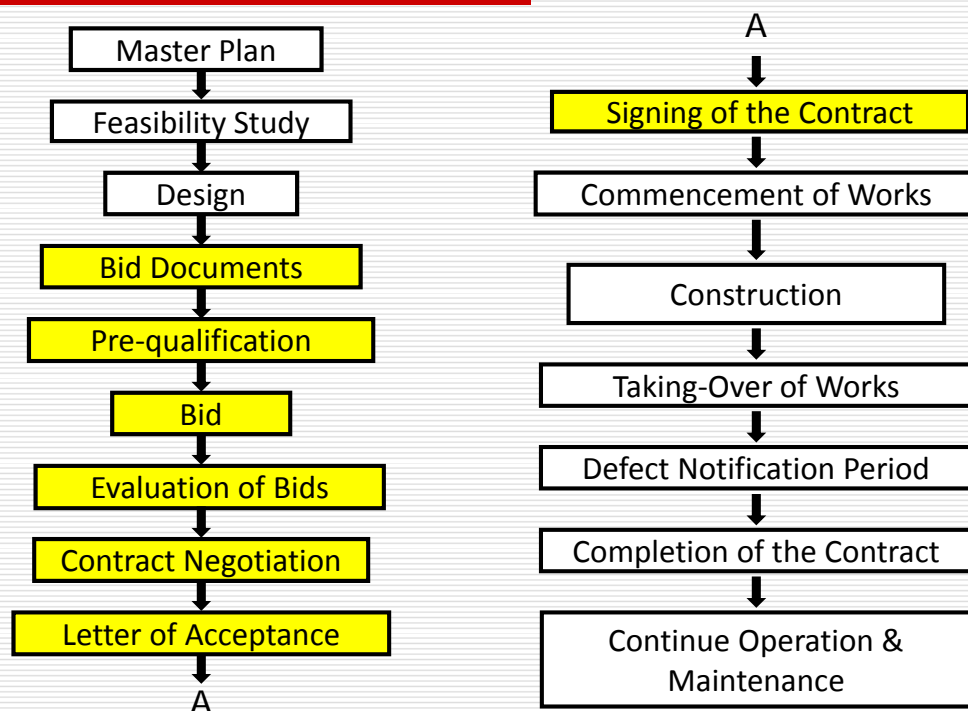 Master Plan
Feasibility Study
Design
Bid Documents
Pre-qualification
Bid
Evaluation of Bids
Contract Negotiation
Letter of Acceptance
A
A
Signing of the Contract
Commencement of Works
Construction
Taking-Over of Works
Defect Notification Period
Completion of the Contract
Continue Operation &
Maintenance